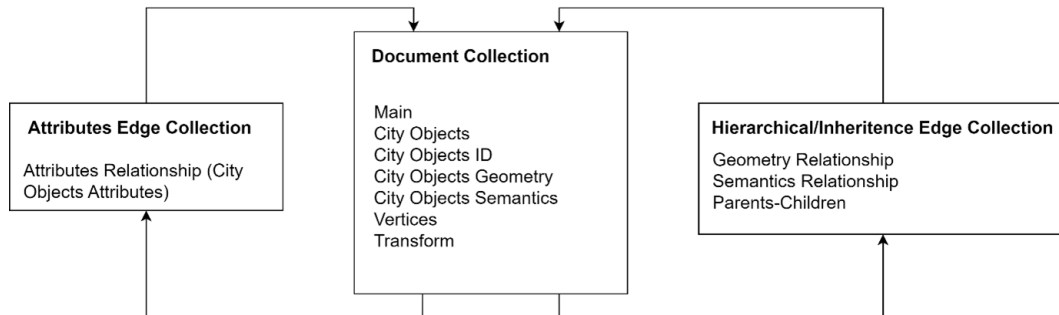 Attributes Edge Collection
Attributes Relationship (City
Objects Attributes)
Document Collection
Main
City Objects
City Objects ID
City Objects Geometry
City Objects Semantics
Vertices
Transform
Hierarchical/Inheritence Edge Collection
Geometry Relationship
Semantics Relationship
Parents-Children